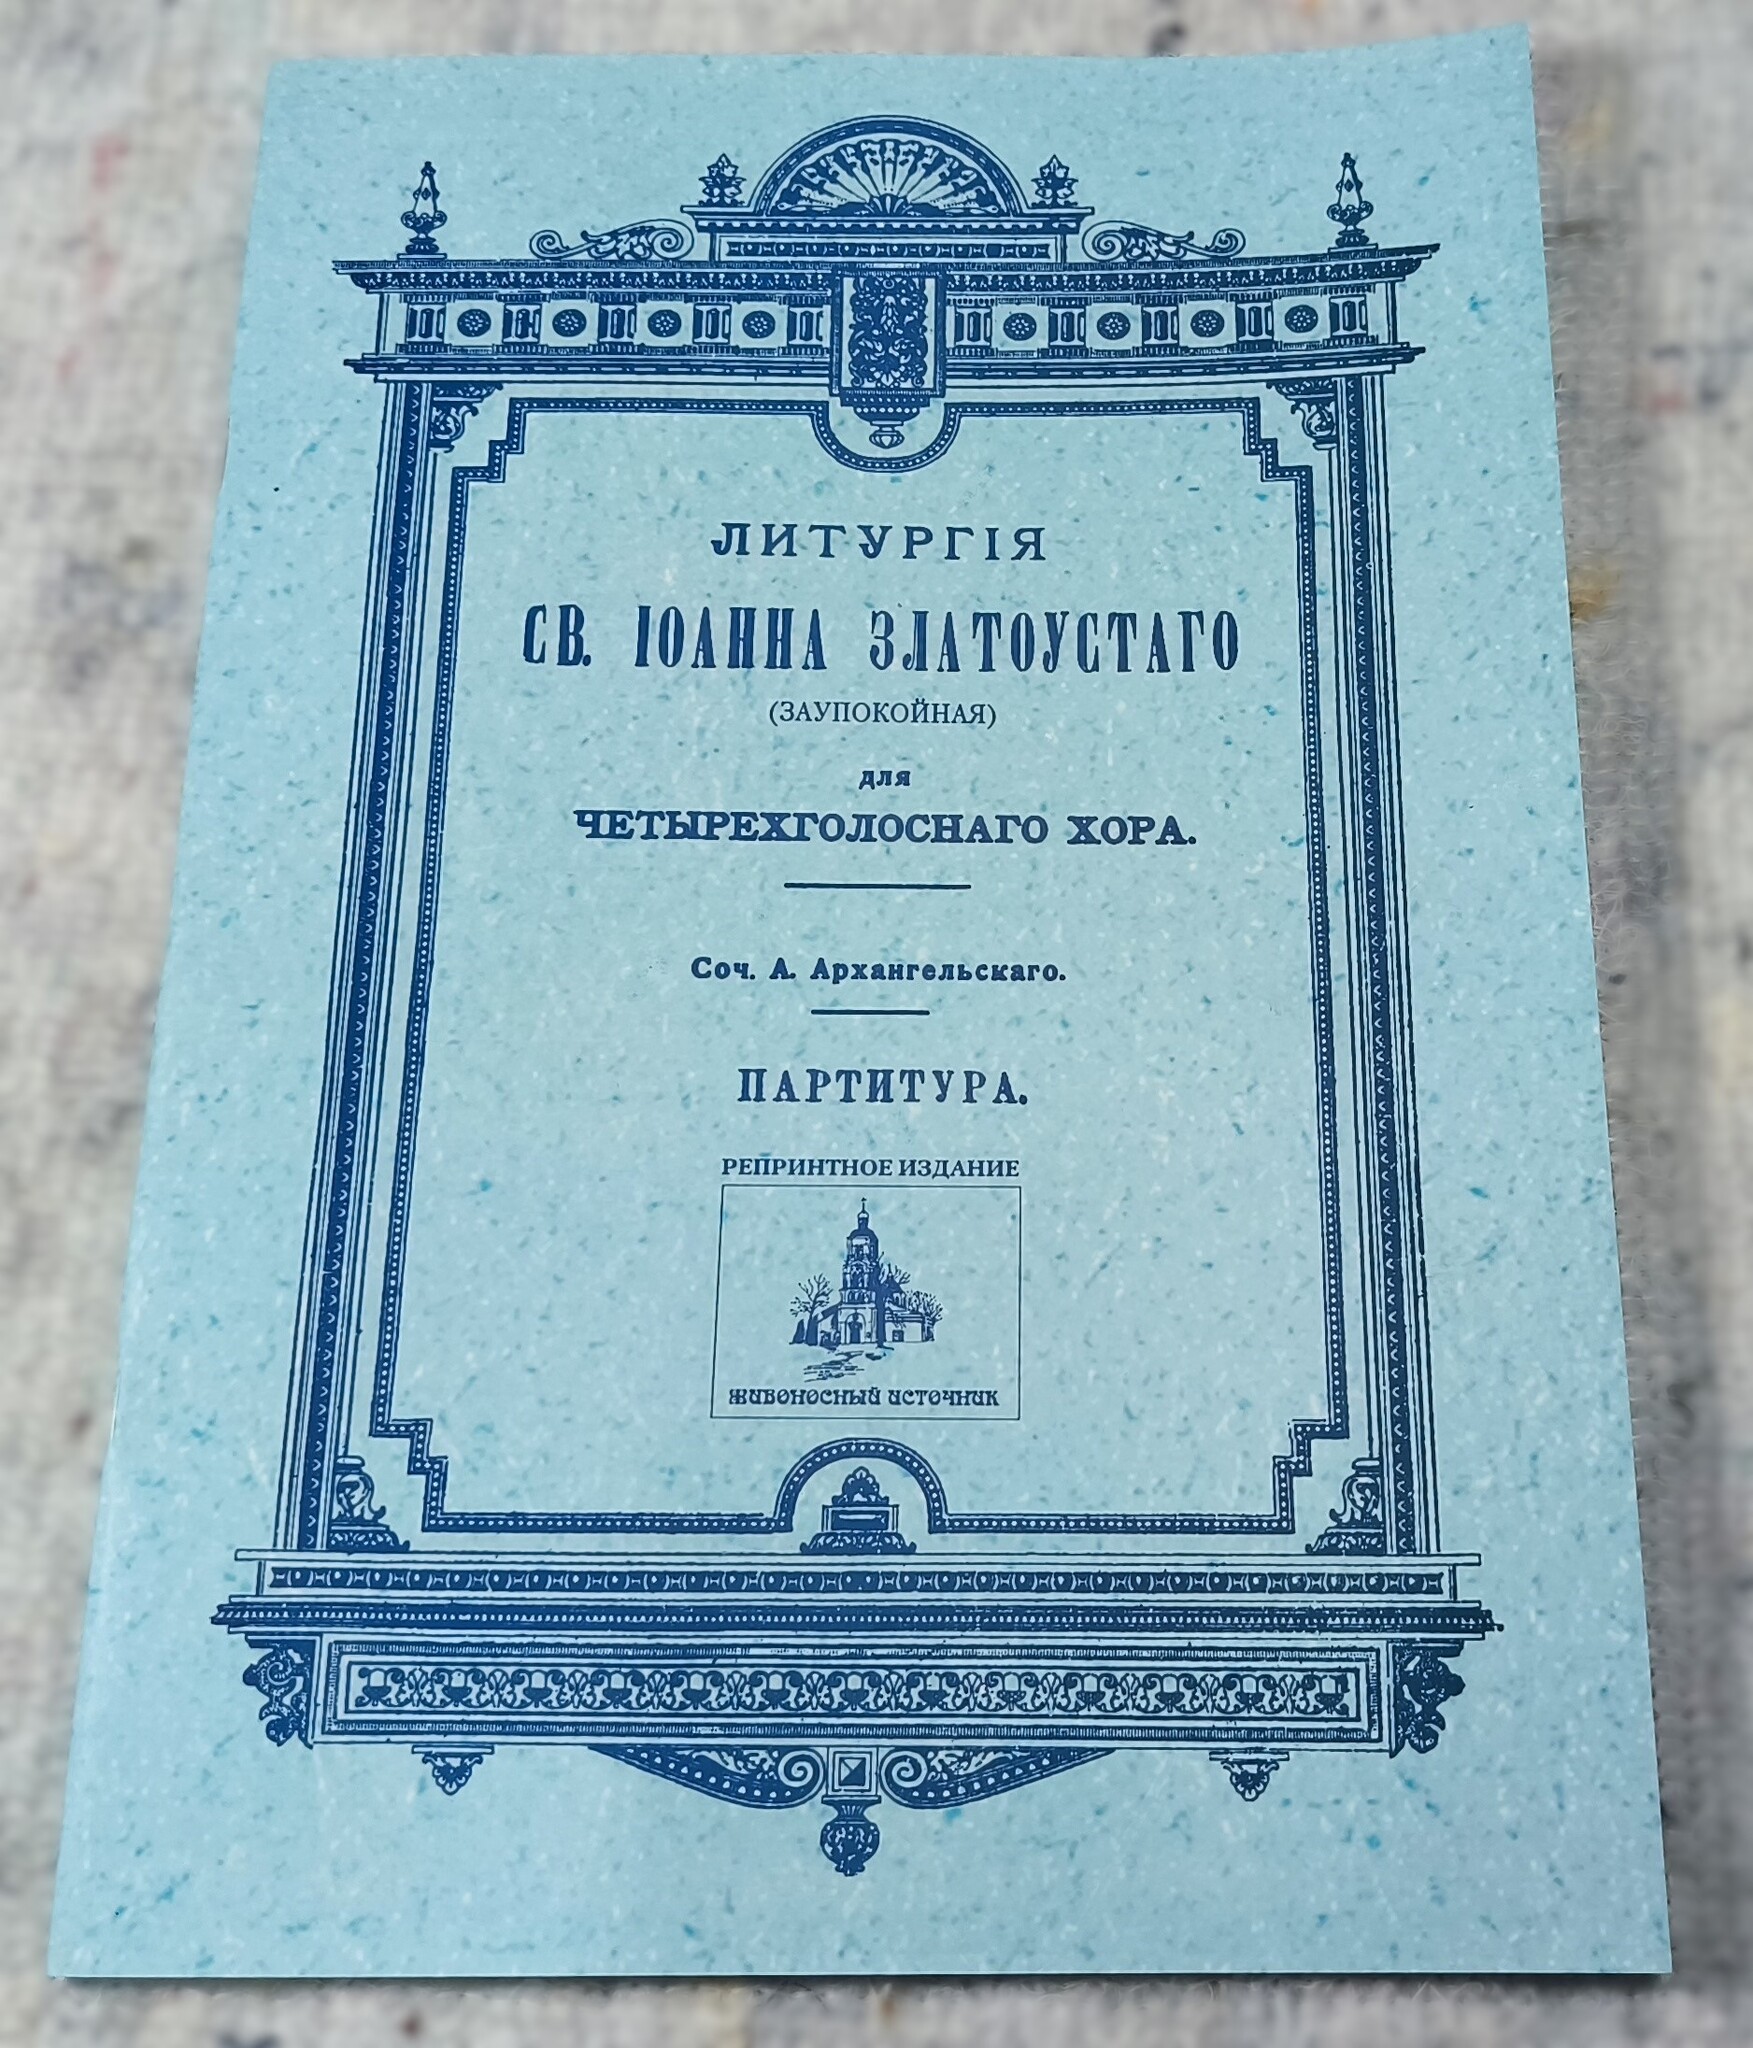 ЛИТУРГІЯ
СВ. ІОАННА ЗЛАТОУСТАГО
(ЗАУПОКОЙНАЯ)
для
ЧЕТЫРЕХГОЛОСНАГО ХОРА.
Соч. А. Архангельскаго.
ПАРТИТУРА.
РЕПРИНТНОЕ ИЗДАНИЕ
живоносный источник